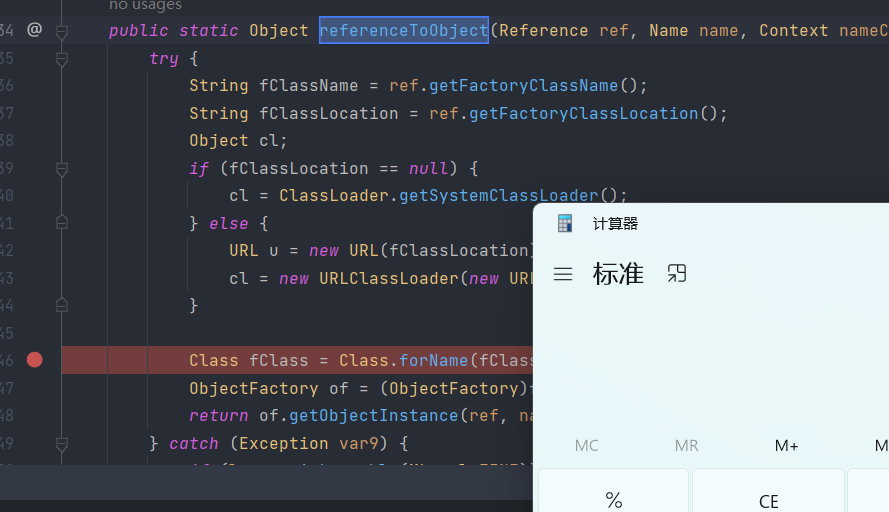 no usages
34 @ public static Object referenceToObject(Reference ref, Name name, Context nameC
35 try {
36 String fClassName = ref.getFactoryClassName();
37 String fClassLocation = ref.getFactoryClassLocation();
38 Object cl;
39 if (fClassLocation == null) {
40 cl = ClassLoader.getSystemClassLoader();
41 } else {
42 URL u = new URL(fClassLocation)
43 cl = new URLClassLoader(new URL
44 }
45
46 Class fClass = Class.forName(fClass
47 ObjectFactory of = (ObjectFactory)
48 return of.getObjectInstance(ref, na
49 } catch (Exception var9) {
计算器
标准
MC MR M+ M
% CE